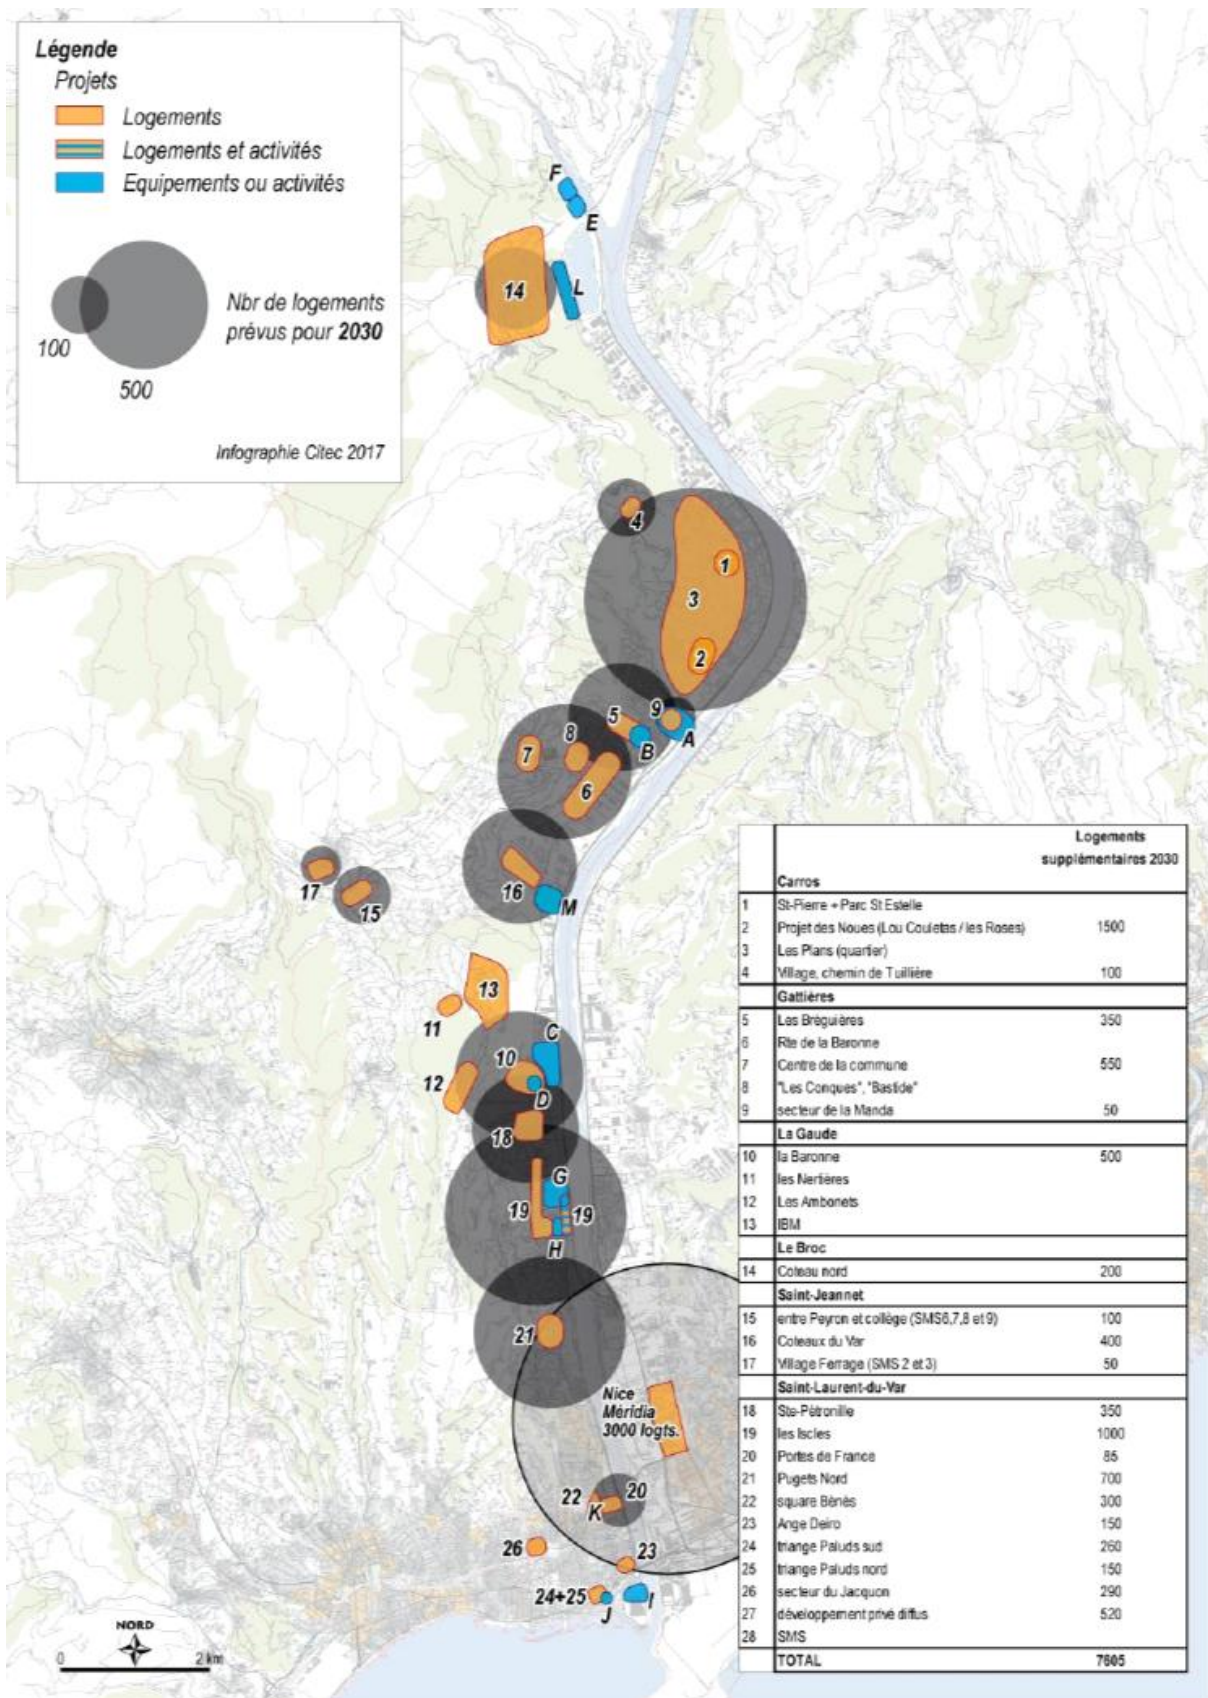 Légende
Projets
Logements
Logements et activités
Equipements ou activités
Nbr de logements
prévus pour 2030
100
500
Infographie Citec 2017
F
E
14
L
4
1
3
2
5
9
A
B
8
7
6
16
M
17
15
13
11
C
10
12
D
18
G
19
19
H
21
Nice
Méridia
3000 logts.
22
20
K
26
23
24+25
J
I
NORD
0
2 km
Logements
supplémentaires 2030
Carros
1 St-Pierre + Parc St Estelle
2 Projet des Noues (Lou Couletas / les Roses) 1500
3 Les Plans (quartier)
4 Village, chemin de Tuillière 100
Gattières
5 Les Bréguières 350
6 Rte de la Baronne
7 Centre de la commune 550
8 "Les Conques", "Bastide"
9 secteur de la Manda 50
La Gaude
10 la Baronne 500
11 les Nertières
12 Les Ambonets
13 IBM
Le Broc
14 Coteau nord 200
Saint-Jeannet
15 entre Peyron et collège (SMS6,7,8 et 9) 100
16 Coteaux du Var 400
17 Village Ferrage (SMS 2 et 3) 50
Saint-Laurent-du-Var
18 Ste-Pétronille 350
19 les Iscles 1000
20 Portes de France 85
21 Pugets Nord 700
22 square Bènès 300
23 Ange Deiro 150
24 triange Paluds sud 260
25 triange Paluds nord 150
26 secteur du Jacquon 290
27 développement privé diffus 520
28 SMS
TOTAL 7605